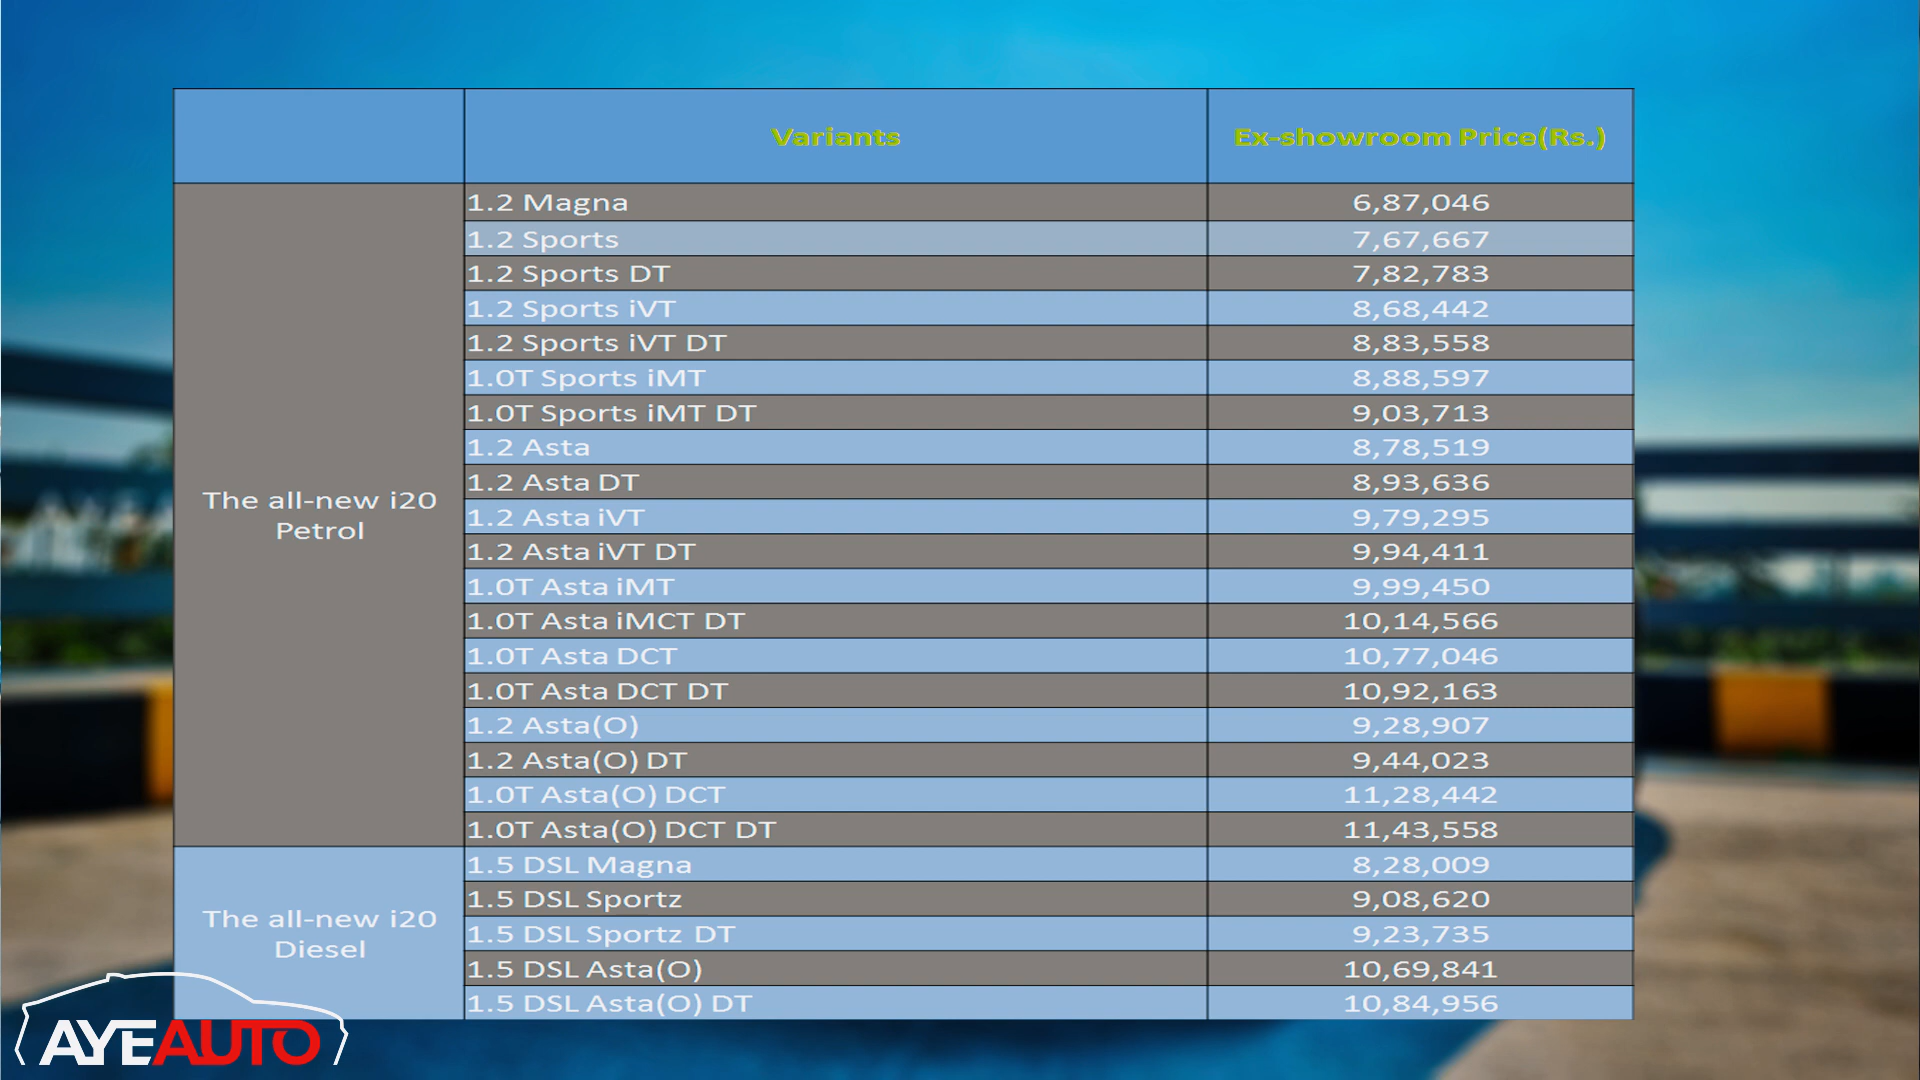 Variants Ex-showroom Price(Rs.)
The all-new i20
Petrol
1.2 Magna 6,87,046
1.2 Sports 7,67,667
1.2 Sports DT 7,82,783
1.2 Sports iVT 8,68,442
1.2 Sports iVT DT 8,83,558
1.0T Sports iMT 8,88,597
1.0T Sports iMT DT 9,03,713
1.2 Asta 8,78,519
1.2 Asta DT 8,93,636
1.2 Asta iVT 9,79,295
1.2 Asta iVT DT 9,94,411
1.0T Asta iMT 9,99,450
1.0T Asta iMCT DT 10,14,566
1.0T Asta DCT 10,77,046
1.0T Asta DCT DT 10,92,163
1.2 Asta(O) 9,28,907
1.2 Asta(O) DT 9,44,023
1.0T Asta(O) DCT 11,28,442
1.0T Asta(O) DCT DT 11,43,558
The all-new i20
Diesel
1.5 DSL Magna 8,28,009
1.5 DSL Sportz 9,08,620
1.5 DSL Sportz DT 9,23,735
1.5 DSL Asta(O) 10,69,841
1.5 DSL Asta(O) DT 10,84,956
AYEAUTO